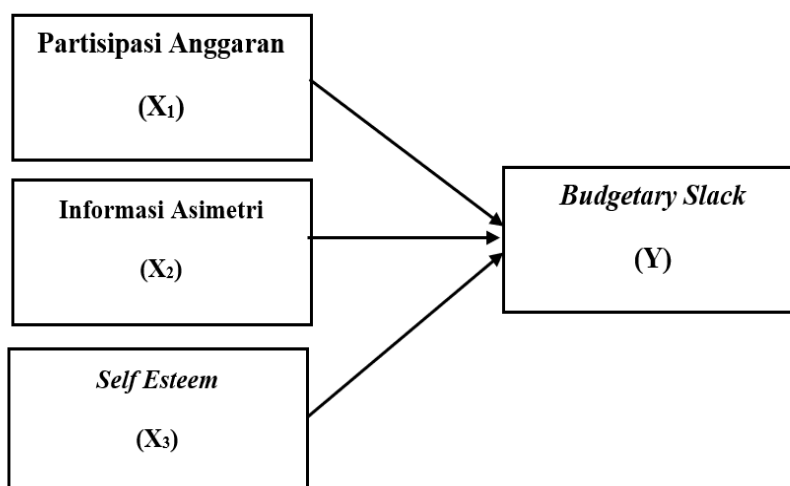 Partisipasi Anggaran
(X₁)
Informasi Asimetri
(X₂)
Self Esteem
(X₃)
Budgetary Slack
(Y)